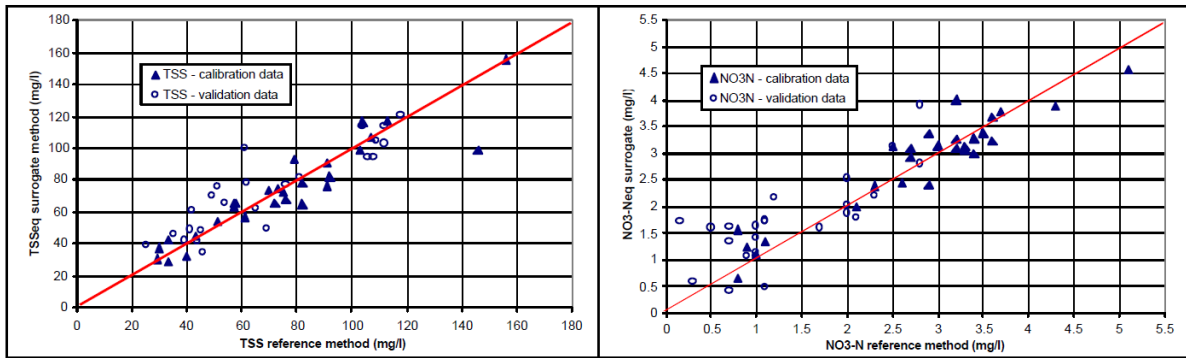 TSSeq surrogate method (mg/l)
180
160
140
120
100
80
60
40
20
0
TSS - calibration data
TSS - validation data
0 20 40 60 80 100 120 140 160 180
TSS reference method (mg/l)
NO3-Neq surrogate (mg/l)
5.5
5
4.5
4
3.5
3
2.5
2
1.5
1
0.5
0
NO3N - calibration data
NO3N - validation data
0 0.5 1 1.5 2 2.5 3 3.5 4 4.5 5 5.5
NO3-N reference method (mg/l)